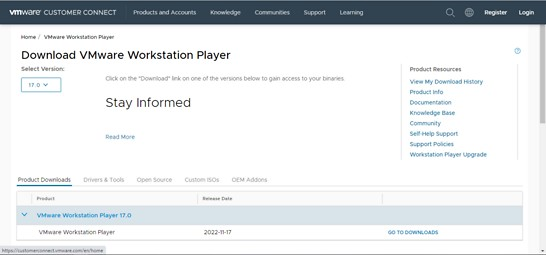 vmware CUSTOMER CONNECT Products and Accounts Knowledge Communities Support Learning Register Login
Home / VMware Workstation Player
Download VMware Workstation Player
Select Version:
17.0
Click on the "Download" link on one of the versions below to gain access to your binaries.
Stay Informed
Read More
Product Resources
View My Download History
Product Info
Documentation
Knowledge Base
Community
Self-Help Support
Support Policies
Workstation Player Upgrade
Product Downloads Drivers & Tools Open Source Custom ISOs OEM Addons
Product Release Date
VMware Workstation Player 17.0
VMware Workstation Player 2022-11-17 GO TO DOWNLOADS
https://customerconnect.vmware.com/en/home